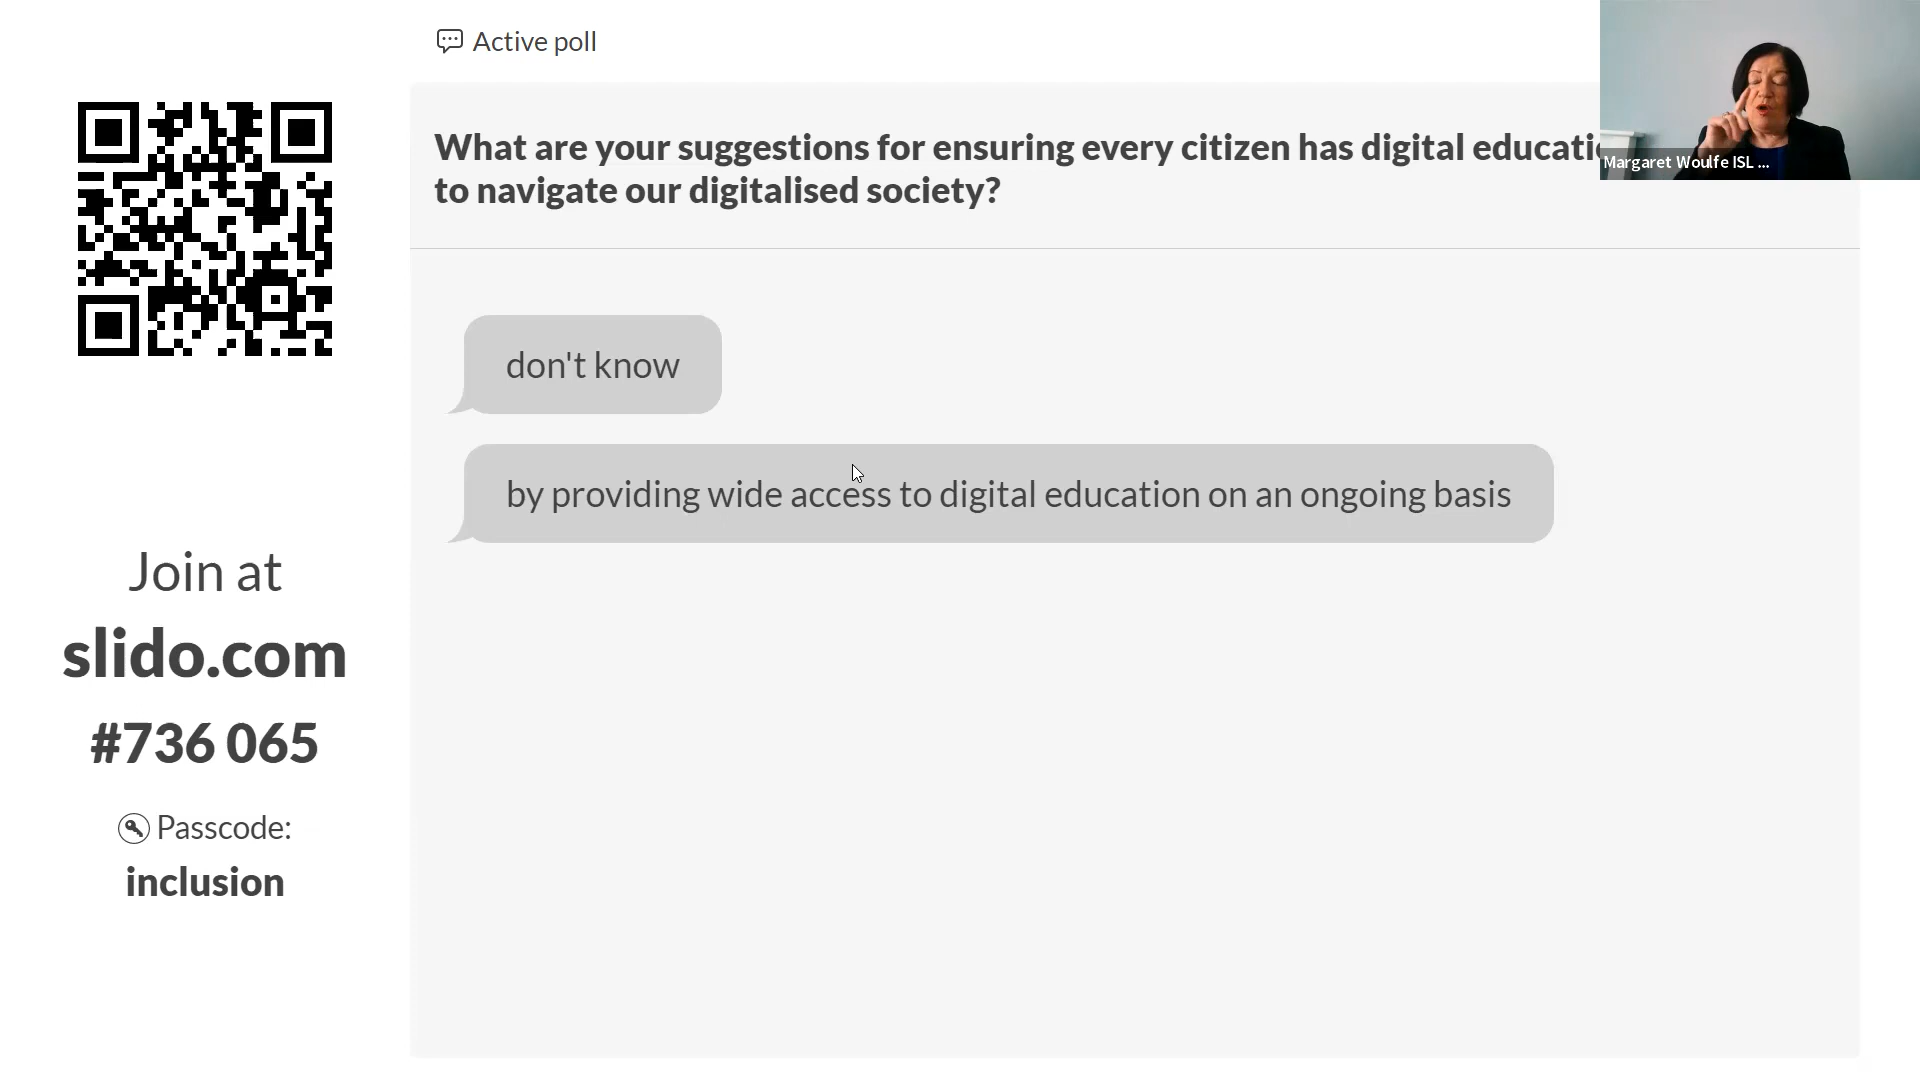 Active poll
What are your suggestions for ensuring every citizen has digital
to navigate our digitalised society?
Margaret Woulfe ISL ...
don't know
by providing wide access to digital education on an ongoing basis
Join at
slido.com
#736 065
Passcode:
inclusion